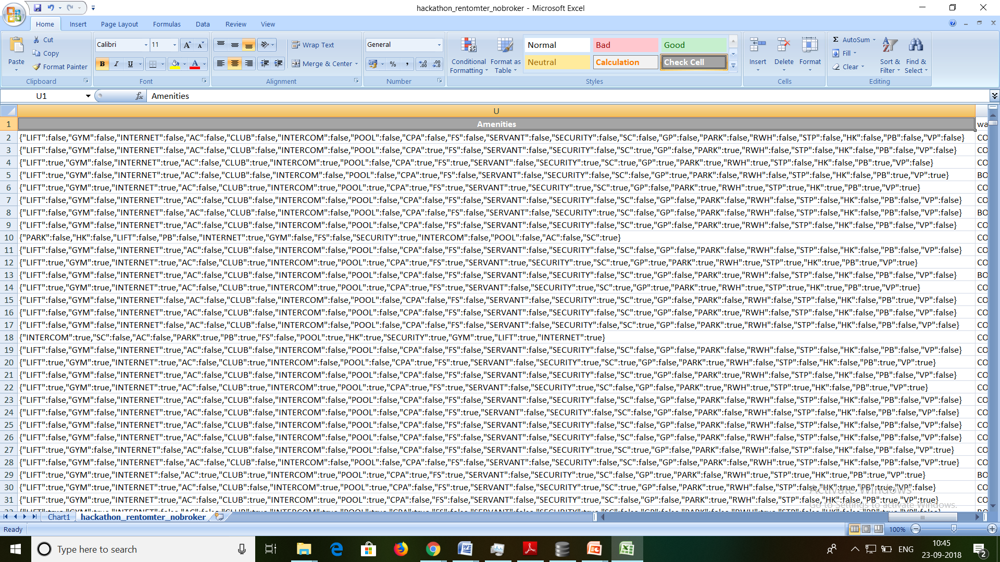 hackathon_rentomter_nobroker - Microsoft Excel
Home Insert Page Layout Formulas Data Review View
Paste
Cut
Copy
Format Painter
Clipboard
Calibri 11
B I U
Font
Wrap Text
Merge & Center
Alignment
General
Number
Conditional Formatting
Format as Table
Normal Bad Good
Neutral Calculation Check Cell
Styles
Insert Delete Format
Cells
AutoSum
Fill
Clear
Sort & Filter
Find & Select
Editing
U1 fx Amenities
U
1 Amenities wa
2 {"LIFT":false,"GYM":false,"INTERNET":false,"AC":false,"CLUB":false,"INTERCOM":false,"POOL":false,"CPA":false,"FS":false,"SERVANT":false,"SECURITY":false,"SC":false,"GP":false,"PARK":false,"RWH":false,"STP":false,"HK":false,"PB":false,"VP":false} CO
3 {"LIFT":false,"GYM":false,"INTERNET":false,"AC":false,"CLUB":false,"INTERCOM":false,"POOL":false,"CPA":true,"FS":false,"SERVANT":false,"SECURITY":false,"SC":true,"GP":false,"PARK":true,"RWH":false,"STP":false,"HK":false,"PB":false,"VP":false} CO
4 {"LIFT":true,"GYM":false,"INTERNET":true,"AC":false,"CLUB":true,"INTERCOM":true,"POOL":false,"CPA":true,"FS":true,"SERVANT":false,"SECURITY":true,"SC":true,"GP":true,"PARK":true,"RWH":true,"STP":false,"HK":false,"PB":true,"VP":false} CO
5 {"LIFT":true,"GYM":false,"INTERNET":true,"AC":false,"CLUB":false,"INTERCOM":false,"POOL":false,"CPA":true,"FS":false,"SERVANT":false,"SECURITY":false,"SC":false,"GP":true,"PARK":false,"RWH":false,"STP":false,"HK":false,"PB":true,"VP":true} BO
6 {"LIFT":true,"GYM":true,"INTERNET":true,"AC":false,"CLUB":true,"INTERCOM":true,"POOL":true,"CPA":true,"FS":true,"SERVANT":true,"SECURITY":true,"SC":true,"GP":false,"PARK":true,"RWH":true,"STP":true,"HK":true,"PB":true,"VP":true} CO
7 {"LIFT":false,"GYM":false,"INTERNET":true,"AC":false,"CLUB":false,"INTERCOM":false,"POOL":false,"CPA":false,"FS":false,"SERVANT":false,"SECURITY":false,"SC":false,"GP":false,"PARK":false,"RWH":false,"STP":false,"HK":false,"PB":false,"VP":false} CO
8 {"LIFT":false,"GYM":false,"INTERNET":false,"AC":false,"CLUB":false,"INTERCOM":false,"POOL":false,"CPA":false,"FS":false,"SERVANT":false,"SECURITY":true,"SC":false,"GP":false,"PARK":false,"RWH":false,"STP":false,"HK":false,"PB":false,"VP":false} BO
9 {"LIFT":false,"GYM":false,"INTERNET":true,"AC":false,"CLUB":false,"INTERCOM":false,"POOL":false,"CPA":false,"FS":false,"SERVANT":false,"SECURITY":false,"SC":true,"GP":false,"PARK":true,"RWH":false,"STP":false,"HK":false,"PB":false,"VP":false} CO
10 {"PARK":false,"HK":false,"LIFT":false,"PB":false,"INTERNET":true,"GYM":false,"FS":false,"SECURITY":true,"INTERCOM":false,"POOL":false,"AC":false,"SC":true} CO
11 {"LIFT":false,"GYM":false,"INTERNET":true,"AC":false,"CLUB":false,"INTERCOM":false,"POOL":false,"CPA":false,"FS":false,"SERVANT":false,"SECURITY":false,"SC":false,"GP":false,"PARK":false,"RWH":false,"STP":false,"HK":false,"PB":false,"VP":false} CO
12 {"LIFT":true,"GYM":true,"INTERNET":true,"AC":false,"CLUB":true,"INTERCOM":true,"POOL":true,"CPA":true,"FS":true,"SERVANT":true,"SECURITY":true,"SC":true,"GP":true,"PARK":true,"RWH":true,"STP":true,"HK":true,"PB":true,"VP":true} CO
13 {"LIFT":false,"GYM":false,"INTERNET":true,"AC":false,"CLUB":false,"INTERCOM":false,"POOL":false,"CPA":false,"FS":false,"SERVANT":false,"SECURITY":false,"SC":true,"GP":false,"PARK":true,"RWH":false,"STP":false,"HK":false,"PB":false,"VP":false} BO
14 {"LIFT":true,"GYM":true,"INTERNET":true,"AC":false,"CLUB":true,"INTERCOM":true,"POOL":true,"CPA":true,"FS":true,"SERVANT":false,"SECURITY":true,"SC":true,"GP":true,"PARK":true,"RWH":true,"STP":true,"HK":true,"PB":true,"VP":true} CO
15 {"LIFT":false,"GYM":false,"INTERNET":false,"AC":false,"CLUB":false,"INTERCOM":false,"POOL":false,"CPA":false,"FS":false,"SERVANT":false,"SECURITY":true,"SC":true,"GP":false,"PARK":false,"RWH":false,"STP":false,"HK":false,"PB":true,"VP":false} CO
16 {"LIFT":false,"GYM":false,"INTERNET":true,"AC":false,"CLUB":false,"INTERCOM":false,"POOL":false,"CPA":false,"FS":false,"SERVANT":false,"SECURITY":false,"SC":true,"GP":false,"PARK":true,"RWH":false,"STP":false,"HK":false,"PB":false,"VP":false} CO
17 {"LIFT":false,"GYM":false,"INTERNET":false,"AC":false,"CLUB":false,"INTERCOM":false,"POOL":false,"CPA":false,"FS":false,"SERVANT":false,"SECURITY":false,"SC":true,"GP":false,"PARK":true,"RWH":false,"STP":false,"HK":false,"PB":false,"VP":false} CO
18 {"INTERCOM":true,"SC":false,"AC":false,"PARK":true,"PB":true,"FS":false,"POOL":true,"HK":true,"SECURITY":true,"GYM":true,"LIFT":true,"INTERNET":true} CO
19 {"LIFT":false,"GYM":false,"INTERNET":true,"AC":false,"CLUB":false,"INTERCOM":false,"POOL":false,"CPA":false,"FS":false,"SERVANT":false,"SECURITY":false,"SC":false,"GP":false,"PARK":false,"RWH":false,"STP":false,"HK":false,"PB":false,"VP":false} CO
20 {"LIFT":true,"GYM":true,"INTERNET":true,"AC":false,"CLUB":true,"INTERCOM":false,"POOL":false,"CPA":true,"FS":true,"SERVANT":false,"SECURITY":true,"SC":true,"GP":false,"PARK":true,"RWH":false,"STP":false,"HK":false,"PB":true,"VP":true} CO
21 {"LIFT":false,"GYM":false,"INTERNET":true,"AC":false,"CLUB":false,"INTERCOM":false,"POOL":false,"CPA":false,"FS":false,"SERVANT":false,"SECURITY":false,"SC":true,"GP":false,"PARK":true,"RWH":false,"STP":false,"HK":false,"PB":false,"VP":false} CO
22 {"LIFT":true,"GYM":true,"INTERNET":true,"AC":false,"CLUB":true,"INTERCOM":true,"POOL":true,"CPA":true,"FS":true,"SERVANT":false,"SECURITY":true,"SC":false,"GP":false,"PARK":true,"RWH":true,"STP":true,"HK":false,"PB":true,"VP":true} CO
23 {"LIFT":false,"GYM":false,"INTERNET":true,"AC":false,"CLUB":false,"INTERCOM":false,"POOL":false,"CPA":false,"FS":false,"SERVANT":false,"SECURITY":false,"SC":false,"GP":false,"PARK":false,"RWH":false,"STP":false,"HK":false,"PB":false,"VP":false} CO
24 {"LIFT":false,"GYM":false,"INTERNET":true,"AC":false,"CLUB":false,"INTERCOM":false,"POOL":false,"CPA":false,"FS":true,"SERVANT":false,"SECURITY":false,"SC":false,"GP":false,"PARK":false,"RWH":false,"STP":false,"HK":false,"PB":false,"VP":false} CO
25 {"LIFT":false,"GYM":false,"INTERNET":true,"AC":false,"CLUB":false,"INTERCOM":false,"POOL":false,"CPA":false,"FS":false,"SERVANT":false,"SECURITY":false,"SC":false,"GP":false,"PARK":false,"RWH":false,"STP":false,"HK":false,"PB":false,"VP":false} CO
26 {"LIFT":false,"GYM":false,"INTERNET":true,"AC":false,"CLUB":false,"INTERCOM":false,"POOL":false,"CPA":false,"FS":false,"SERVANT":false,"SECURITY":false,"SC":false,"GP":false,"PARK":false,"RWH":false,"STP":false,"HK":false,"PB":false,"VP":false} CO
27 {"LIFT":true,"GYM":false,"INTERNET":false,"AC":false,"CLUB":false,"INTERCOM":false,"POOL":false,"CPA":false,"FS":false,"SERVANT":false,"SECURITY":true,"SC":true,"GP":false,"PARK":false,"RWH":false,"STP":false,"HK":false,"PB":false,"VP":true} CO
28 {"LIFT":false,"GYM":false,"INTERNET":false,"AC":false,"CLUB":false,"INTERCOM":false,"POOL":false,"CPA":false,"FS":false,"SERVANT":false,"SECURITY":false,"SC":false,"GP":false,"PARK":false,"RWH":true,"STP":false,"HK":false,"PB":false,"VP":true} CO
29 {"LIFT":true,"GYM":true,"INTERNET":false,"AC":true,"CLUB":true,"INTERCOM":true,"POOL":true,"CPA":true,"FS":true,"SERVANT":false,"SECURITY":true,"SC":false,"GP":true,"PARK":false,"RWH":true,"STP":true,"HK":true,"PB":true,"VP":true} BO
30 {"LIFT":true,"GYM":true,"INTERNET":true,"AC":false,"CLUB":false,"INTERCOM":true,"POOL":true,"CPA":false,"FS":true,"SERVANT":false,"SECURITY":true,"SC":true,"GP":false,"PARK":true,"RWH":false,"STP":false,"HK":true,"PB":true,"VP":false} CO
31 {"LIFT":true,"GYM":true,"INTERNET":true,"AC":false,"CLUB":true,"INTERCOM":true,"POOL":true,"CPA":false,"FS":false,"SERVANT":false,"SECURITY":true,"SC":false,"GP":false,"PARK":true,"RWH":true,"STP":false,"HK":false,"PB":true,"VP":true} CO
Activate Windows
Go to Settings to activate Windows.
Chart1 hackathon_rentomter_nobroker
Ready 100%
Type here to search
ENG
10:45
23-09-2018
2